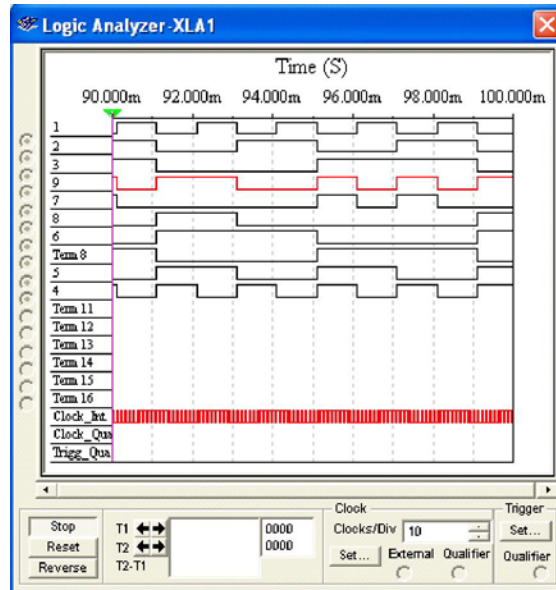 Logic Analyzer-XLA1
Time (S)
90.000m 92.000m 94.000m 96.000m 98.000m 100.000m
1
2
3
9
7
8
6
Term 8
5
4
Term 11
Term 12
Term 13
Term 14
Term 15
Term 16
Clock_Int.
Clock_Qua
Trigg_Qua
Stop
Reset
Reverse
T1
T2
T2-T1
0000
0000
Clock
Clocks/Div 10
Set... External Qualifier
Trigger
Set...
Qualifier